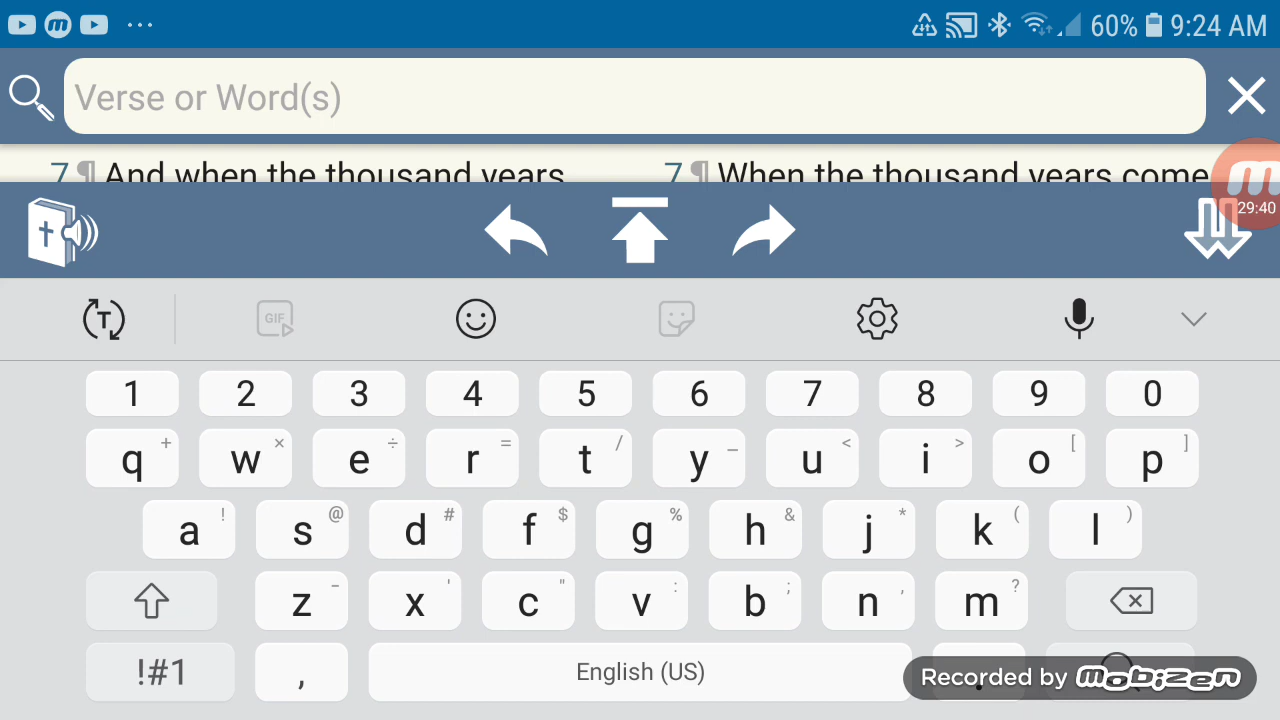 60% 9:24 AM
Verse or Word(s)
7 ¶ And when the thousand years
7 ¶ When the thousand years come
29:40
T GIF
1 2 3 4 5 6 7 8 9 0
q + w × e ÷ r = t / y _ u < i > o [ p ]
a ! s @ d # f $ g % h & j * k ( l )
z - x ' c " v : b ; n , m ?
!#1 , English (US) .
Recorded by mobizen